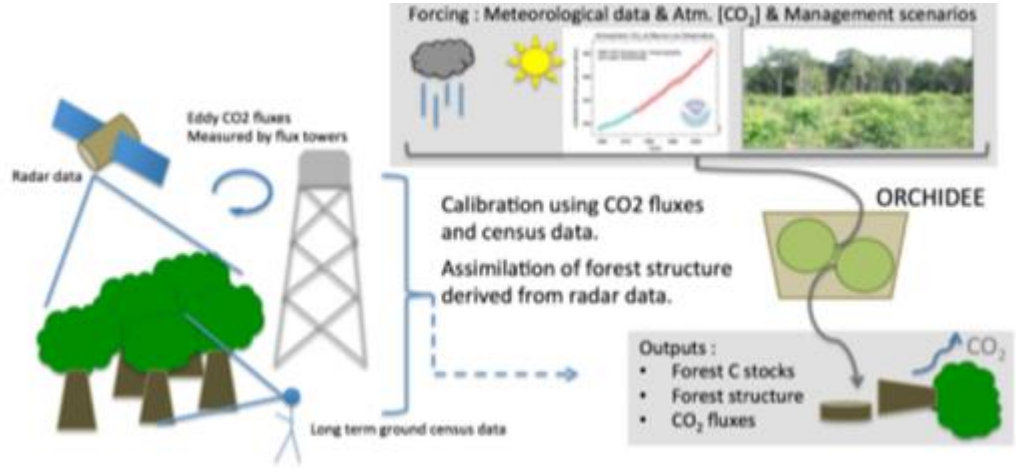 Forcing : Meteorological data & Atm. [CO₂] & Management scenarios
Eddy CO2 fluxes
Measured by flux towers
Radar data
Calibration using CO2 fluxes
and census data.
Assimilation of forest structure
derived from radar data.
ORCHIDEE
Outputs :
• Forest C stocks
• Forest structure
• CO₂ fluxes
CO₂
Long term ground census data